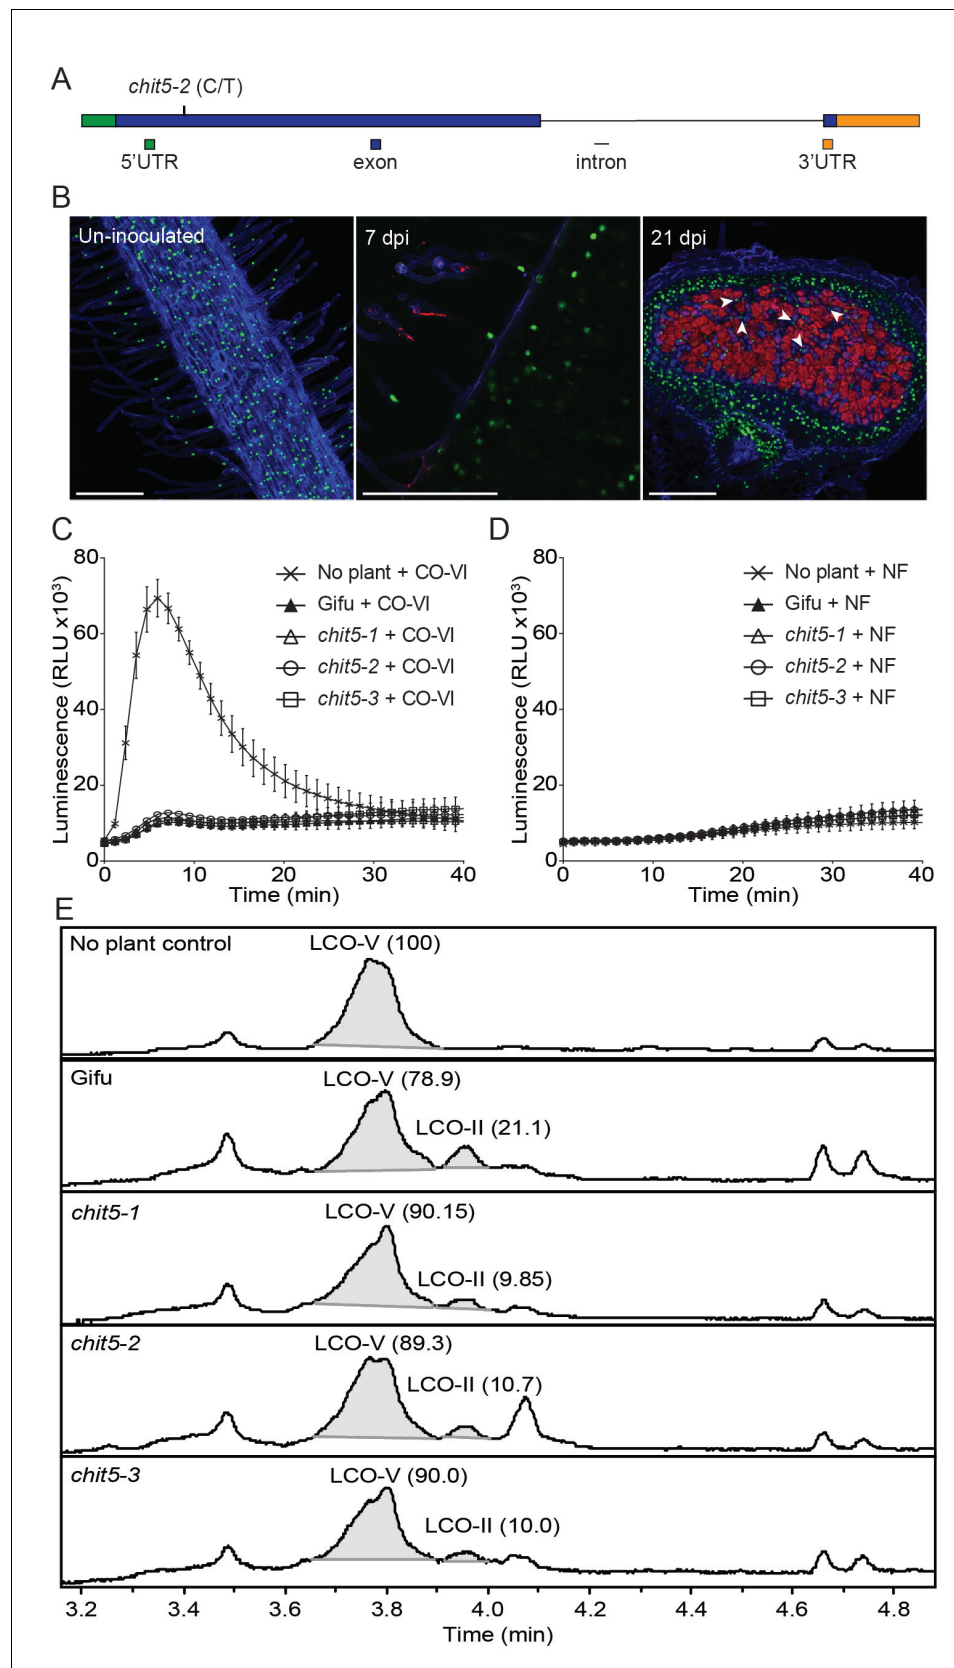 A
chit5-2 (C/T)
5'UTR
exon
intron
3'UTR
B
Un-inoculated
7 dpi
21 dpi
C
Luminescence (RLU x10³)
80
60
40
20
0
0
10
20
30
40
Time (min)
No plant + CO-VI
Gifu + CO-VI
chit5-1 + CO-VI
chit5-2 + CO-VI
chit5-3 + CO-VI
D
Luminescence (RLU x10³)
80
60
40
20
0
0
10
20
30
40
Time (min)
No plant + NF
Gifu + NF
chit5-1 + NF
chit5-2 + NF
chit5-3 + NF
E
No plant control
LCO-V (100)
Gifu
LCO-V (78.9)
LCO-II (21.1)
chit5-1
LCO-V (90.15)
LCO-II (9.85)
chit5-2
LCO-V (89.3)
LCO-II (10.7)
chit5-3
LCO-V (90.0)
LCO-II (10.0)
3.2
3.4
3.6
3.8
4.0
4.2
4.4
4.6
4.8
Time (min)